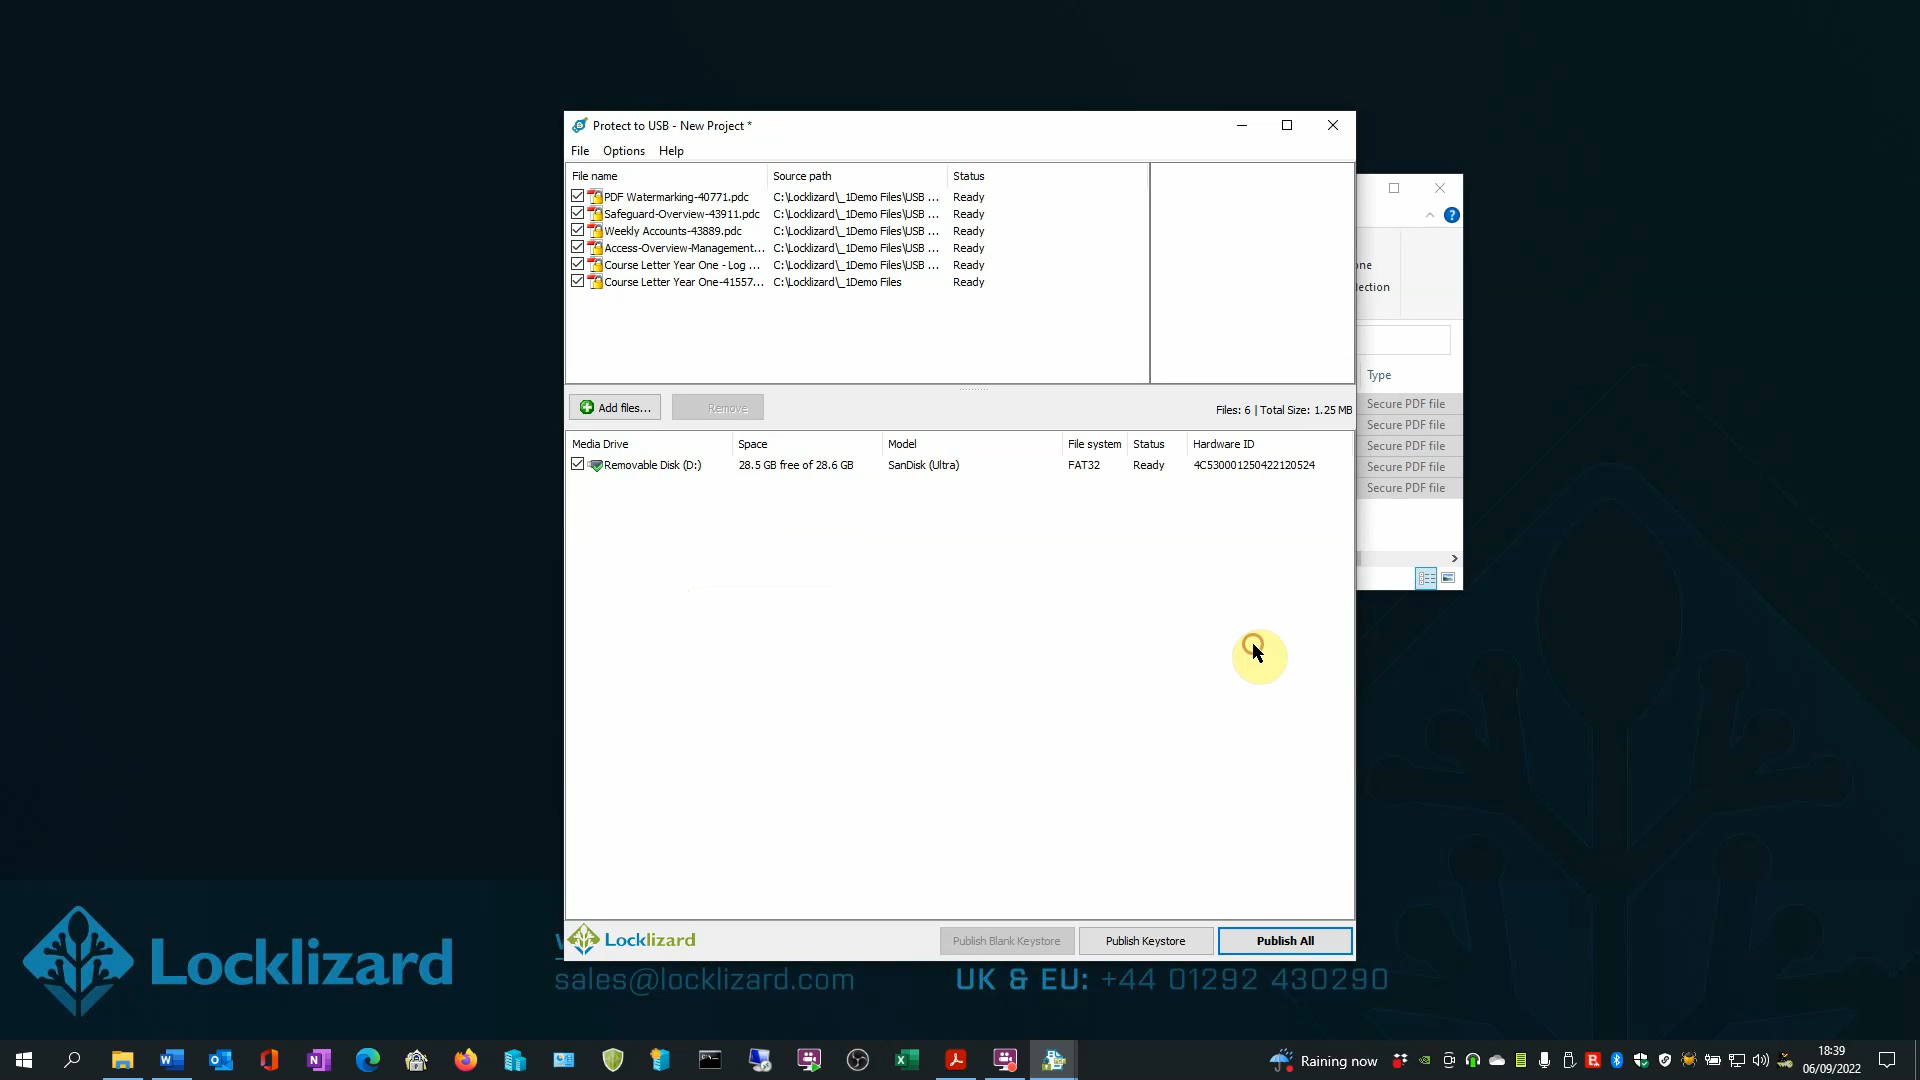 Protect to USB - New Project *
File Options Help
File name Source path Status
PDF Watermarking-40771.pdc C:\Locklizard\_1Demo Files\USB ... Ready
Safeguard-Overview-43911.pdc C:\Locklizard\_1Demo Files\USB ... Ready
Weekly Accounts-43889.pdc C:\Locklizard\_1Demo Files\USB ... Ready
Access-Overview-Management... C:\Locklizard\_1Demo Files\USB ... Ready
Course Letter Year One - Log ... C:\Locklizard\_1Demo Files\USB ... Ready
Course Letter Year One-41557... C:\Locklizard\_1Demo Files Ready
Add files... Remove Files: 6 | Total Size: 1.25 MB
Media Drive Space Model File system Status Hardware ID
Removable Disk (D:) 28.5 GB free of 28.6 GB SanDisk (Ultra) FAT32 Ready 4C530001250422120524
Locklizard Publish Blank Keystore Publish Keystore Publish All
one
lection
Type
Secure PDF file
Secure PDF file
Secure PDF file
Secure PDF file
Secure PDF file
Locklizard
sales@locklizard.com UK & EU: +44 01292 430290
Raining now
18:39
06/09/2022